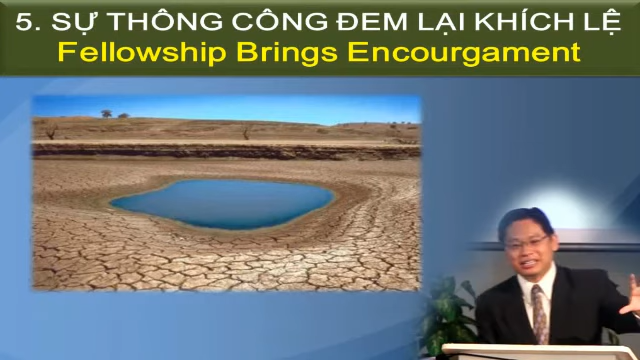 5. SỰ THÔNG CÔNG ĐEM LẠI KHÍCH LỆ
Fellowship Brings Encourgament